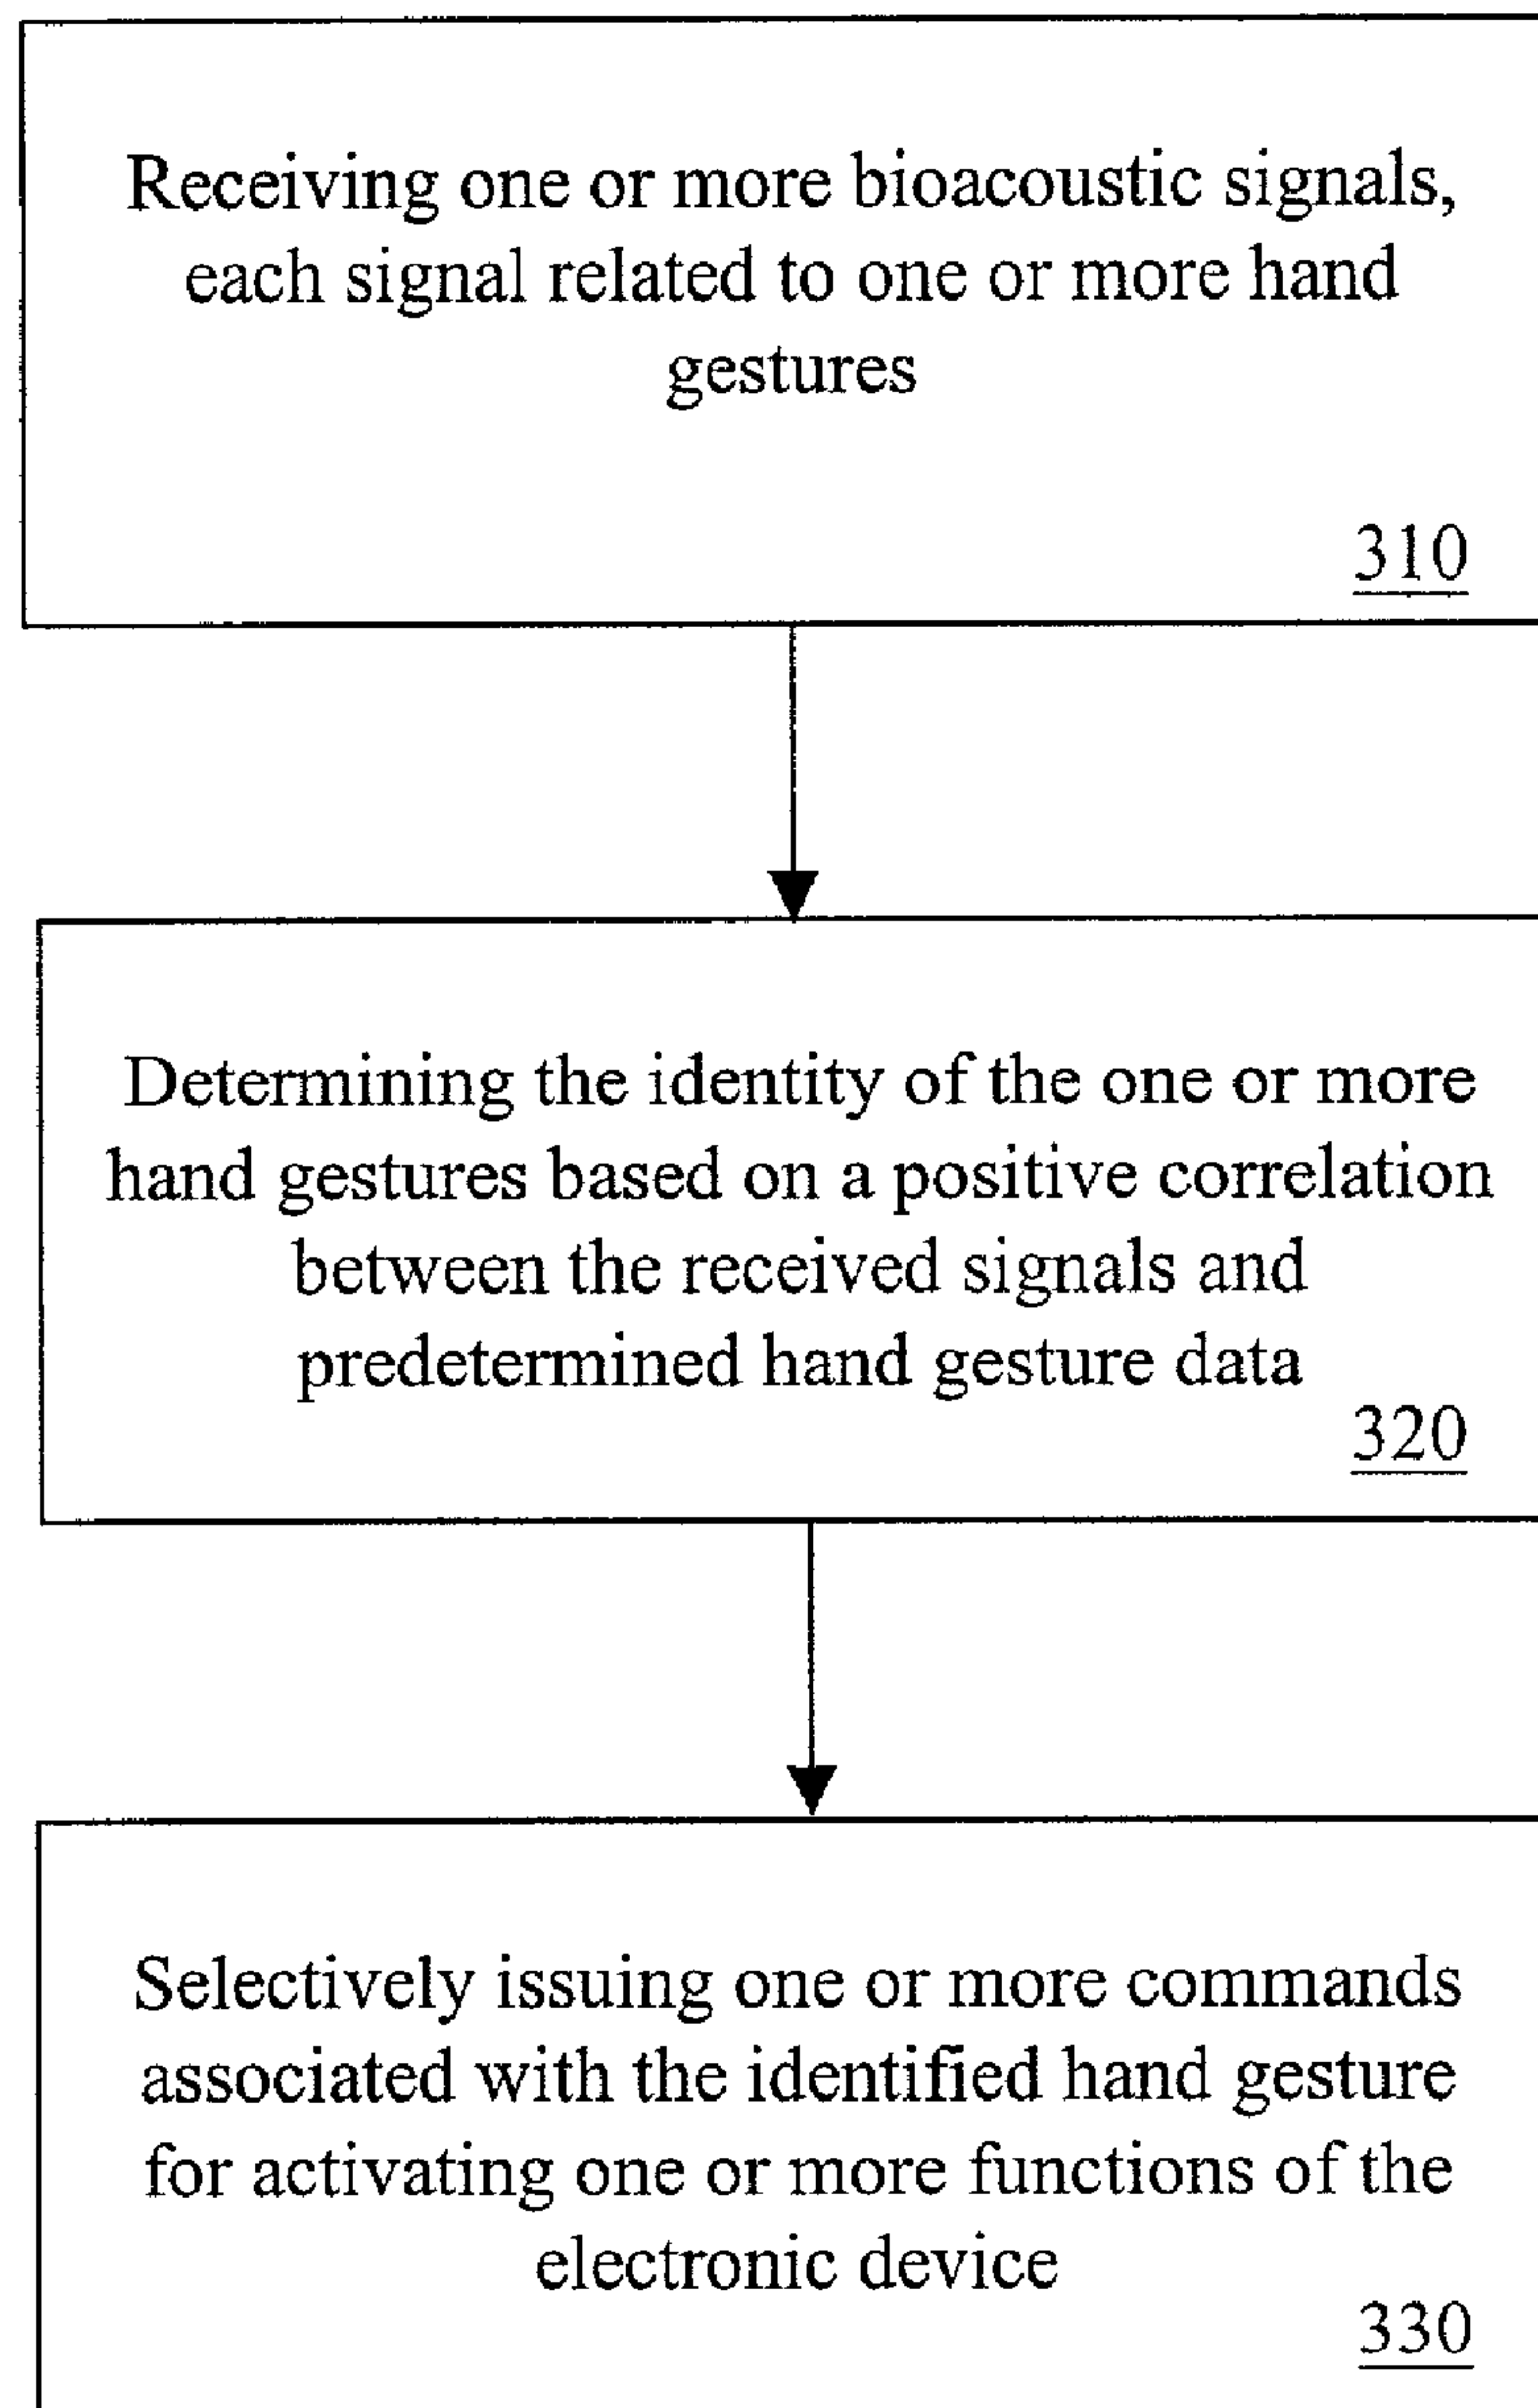 Receiving one or more bioacoustic signals,
each signal related to one or more hand
gestures
310
Determining the identity of the one or more
hand gestures based on a positive correlation
between the received signals and
predetermined hand gesture data
320
Selectively issuing one or more commands
associated with the identified hand gesture
for activating one or more functions of the
electronic device
330